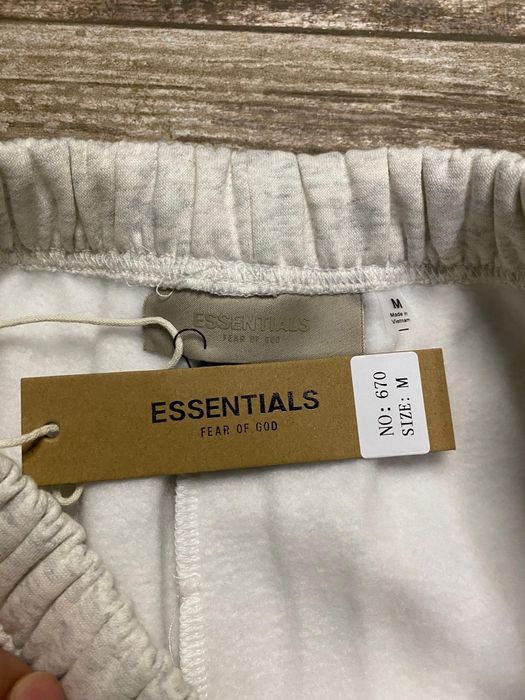 ESSENTIALS
FEAR OF GOD
M
Made in
Vietnam
ESSENTIALS
FEAR OF GOD
NO: 670
SIZE: M